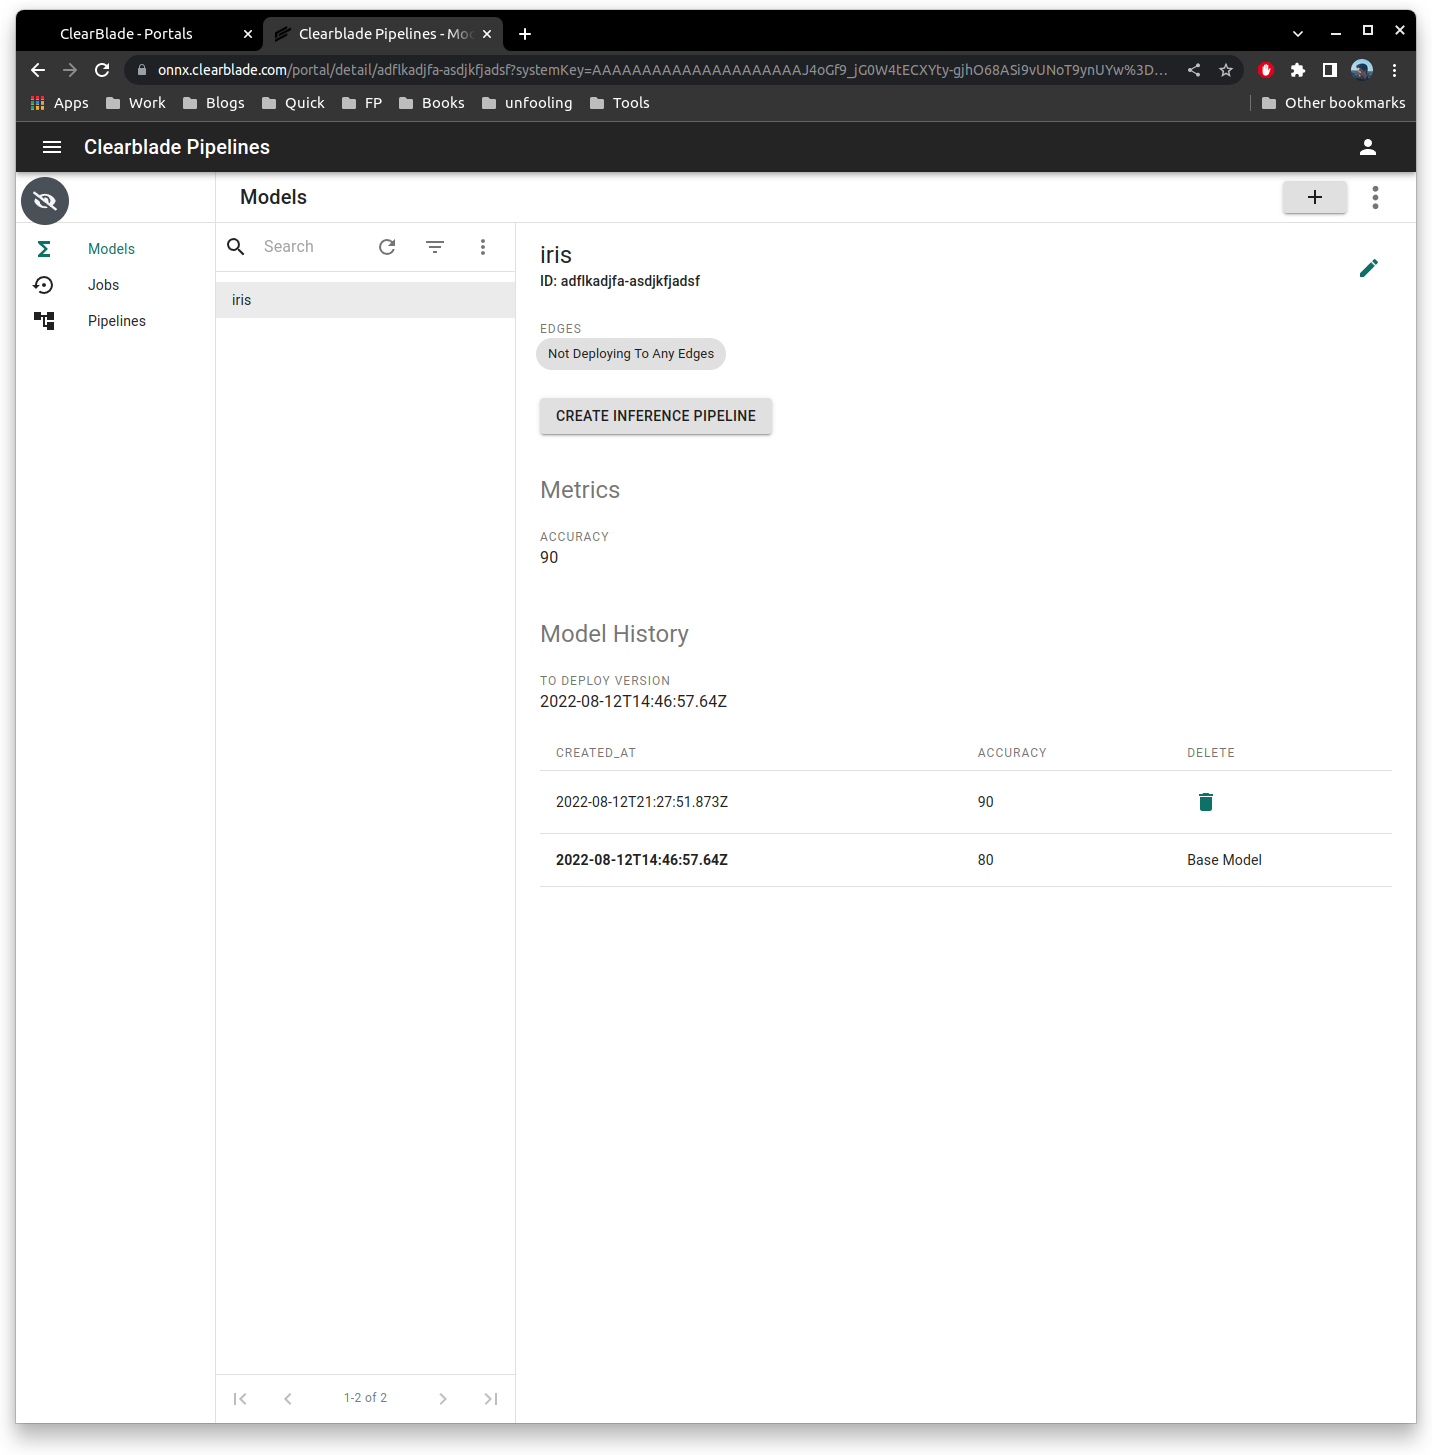 ClearBlade - Portals
Clearblade Pipelines - Mod
onnx.clearblade.com/portal/detail/adflkadjfa-asdjkfjadsf?systemKey=AAAAAAAAAAAAAAAAAAAAAJ4oGf9_jG0W4tECXYty-gjhO68ASi9vUNoT9ynUYw%3D...
Apps Work Blogs Quick FP Books unfooling Tools Other bookmarks
Clearblade Pipelines
Models
Models
Jobs
Pipelines
Search
iris
1-2 of 2
iris
ID: adflkadjfa-asdjkfjadsf
EDGES
Not Deploying To Any Edges
CREATE INFERENCE PIPELINE
Metrics
ACCURACY
90
Model History
TO DEPLOY VERSION
2022-08-12T14:46:57.64Z
CREATED_AT ACCURACY DELETE
2022-08-12T21:27:51.873Z 90
2022-08-12T14:46:57.64Z 80 Base Model